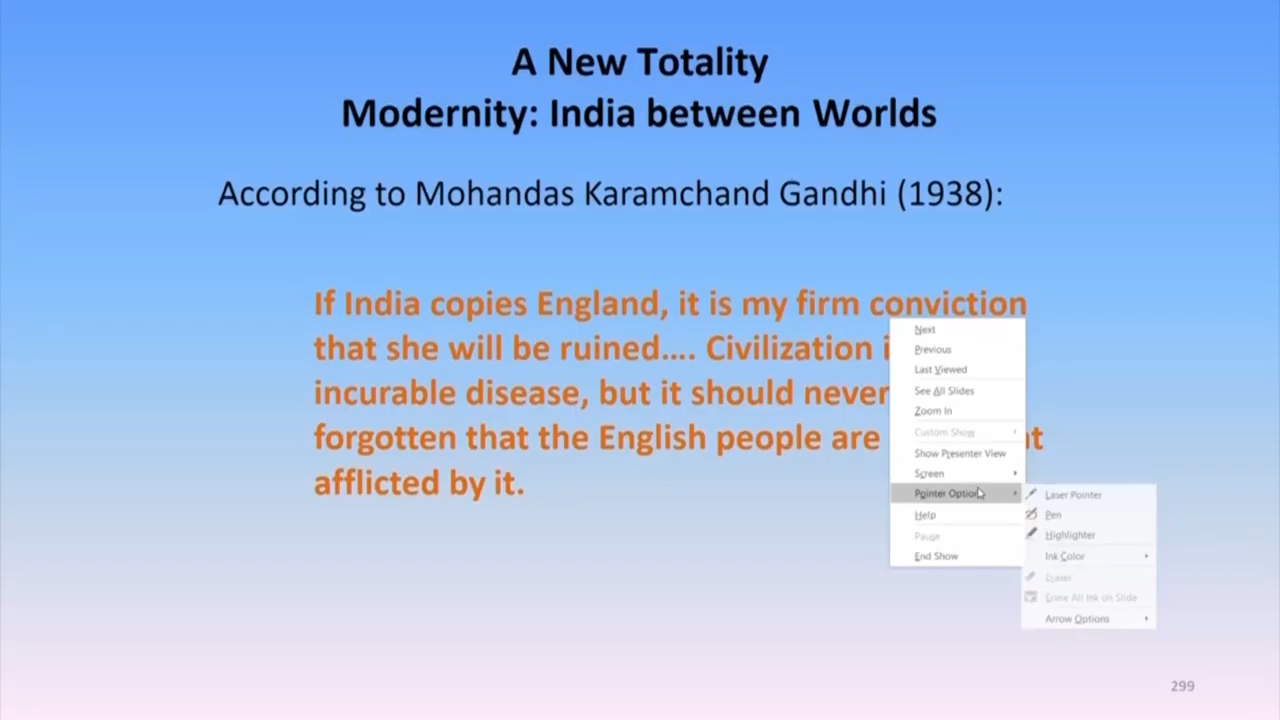 A New Totality
Modernity: India between Worlds
According to Mohandas Karamchand Gandhi (1938):
If India copies England, it is my firm conviction
that she will be ruined.... Civilization
incurable disease, but it should never
forgotten that the English people are
afflicted by it.
Next
Previous
Last Viewed
See All Slides
Zoom In
Custom Show
Show Presenter View
Screen
Pointer Options
Help
Pause
End Show
Laser Pointer
Pen
Highlighter
Ink Color
Eraser
Erase All Ink on Slide
Arrow Options
299